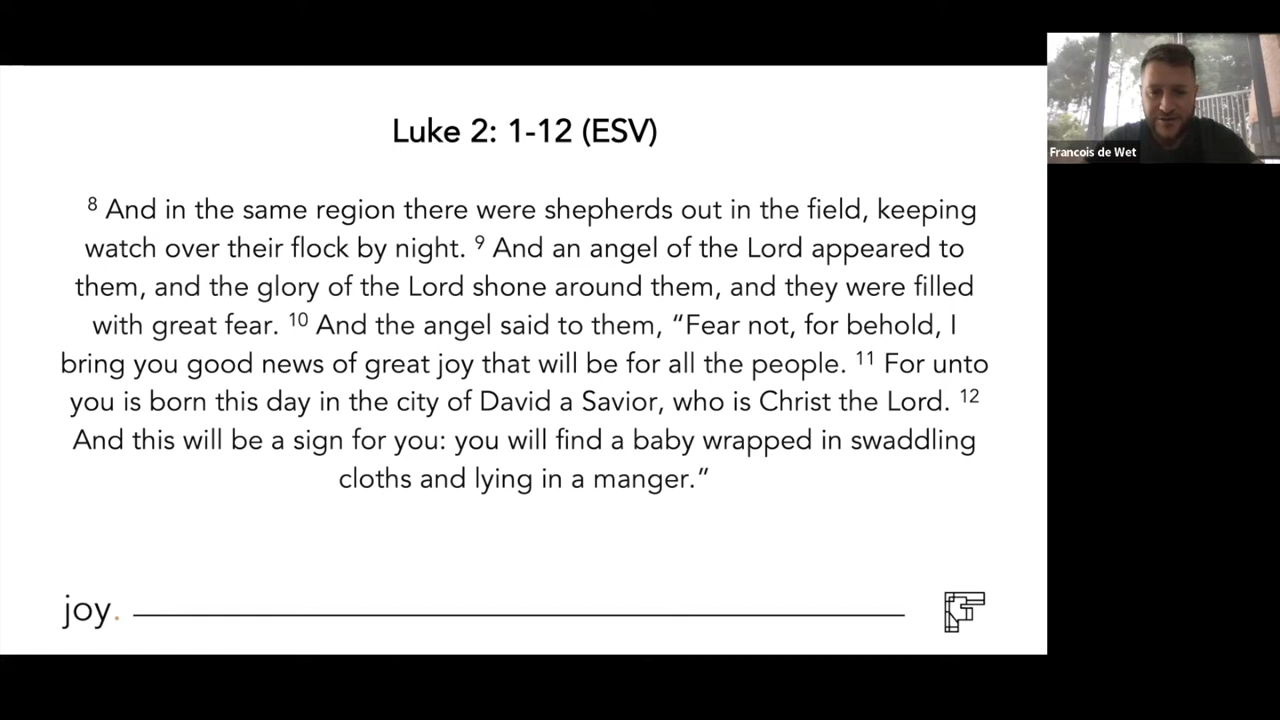 Luke 2: 1-12 (ESV)
8 And in the same region there were shepherds out in the field, keeping
watch over their flock by night. 9 And an angel of the Lord appeared to
them, and the glory of the Lord shone around them, and they were filled
with great fear. 10 And the angel said to them, “Fear not, for behold, I
bring you good news of great joy that will be for all the people. 11 For unto
you is born this day in the city of David a Savior, who is Christ the Lord. 12
And this will be a sign for you: you will find a baby wrapped in swaddling
cloths and lying in a manger.”
joy.
Francois de Wet